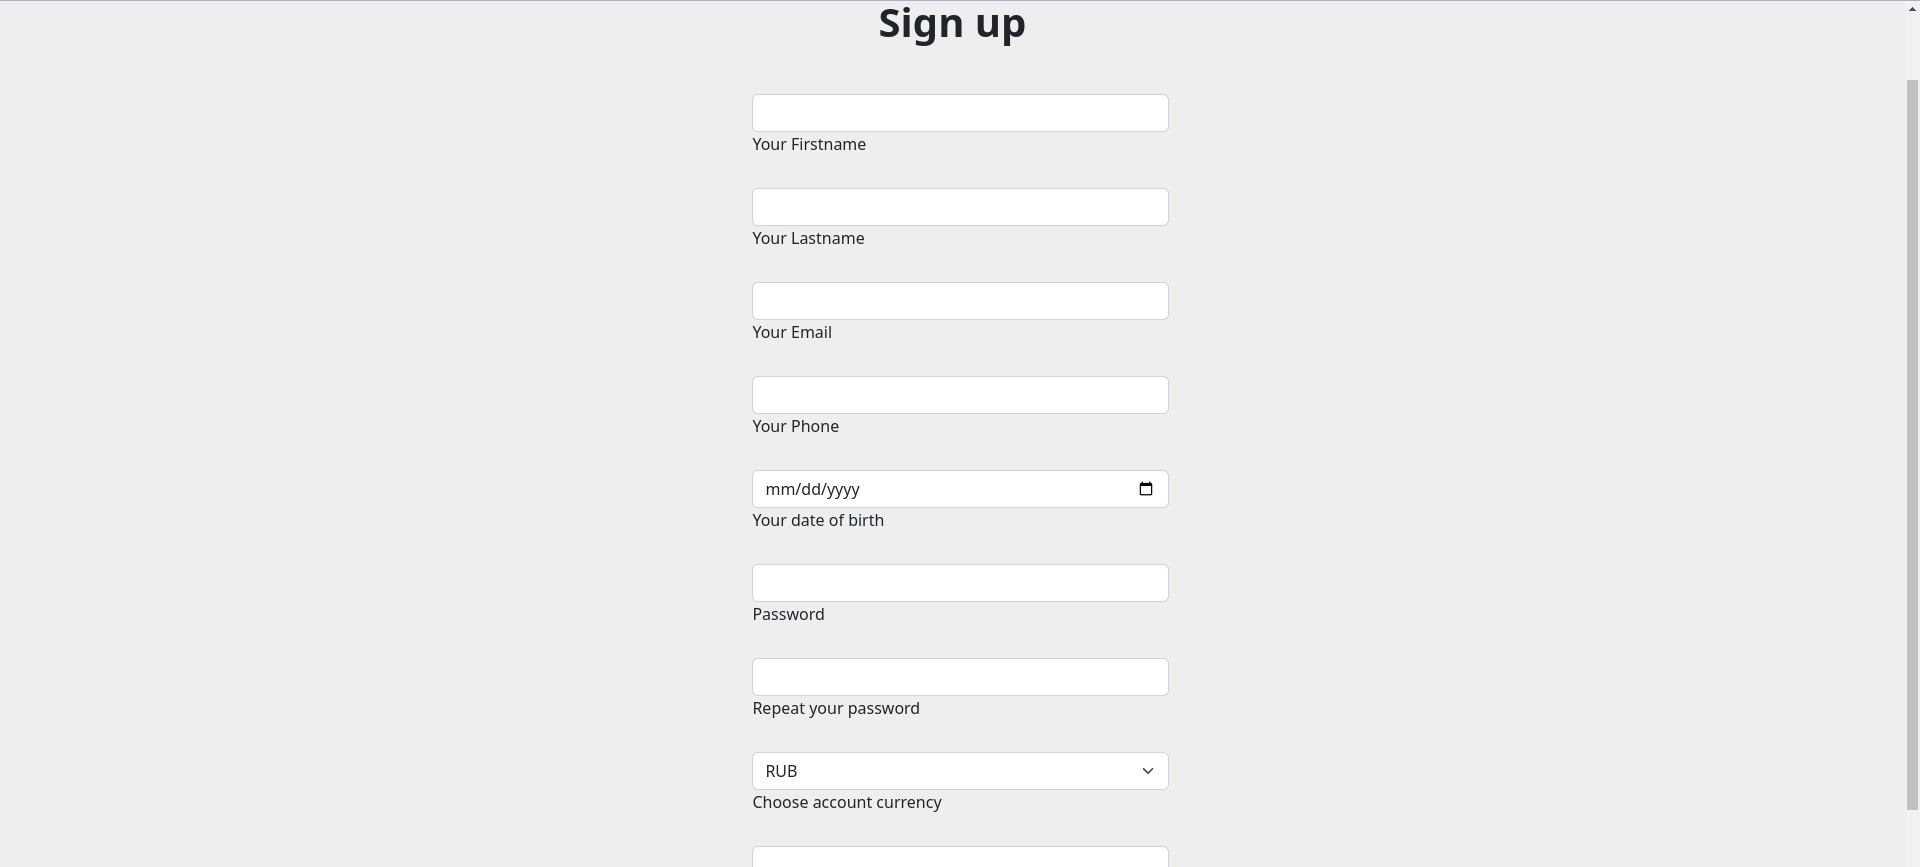 Sign up
Your Firstname
Your Lastname
Your Email
Your Phone
mm/dd/yyyy
Your date of birth
Password
Repeat your password
RUB
Choose account currency